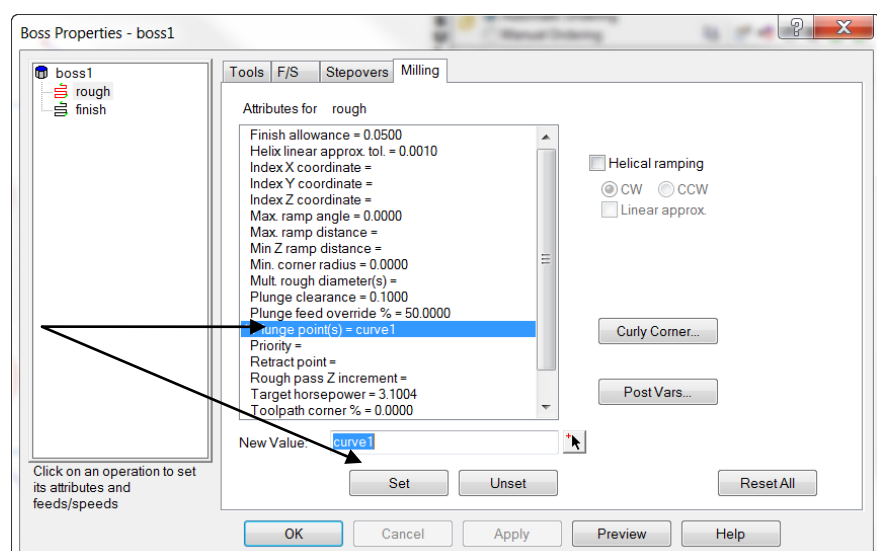 Boss Properties - boss1
Automatic Ordering
Manual Ordering
boss1
rough
finish
Tools F/S Stepovers Milling
Attributes for rough
Finish allowance = 0.0500
Helix linear approx. tol. = 0.0010
Index X coordinate =
Index Y coordinate =
Index Z coordinate =
Max. ramp angle = 0.0000
Max. ramp distance =
Min Z ramp distance =
Min. corner radius = 0.0000
Mult. rough diameter(s) =
Plunge clearance = 0.1000
Plunge feed override % = 50.0000
Plunge point(s) = curve1
Priority =
Retract point =
Rough pass Z increment =
Target horsepower = 3.1004
Toolpath corner % = 0.0000
Helical ramping
CW CCW
Linear approx.
Curly Corner...
Post Vars...
New Value: curve1
Set Unset Reset All
Click on an operation to set
its attributes and
feeds/speeds
OK Cancel Apply Preview Help